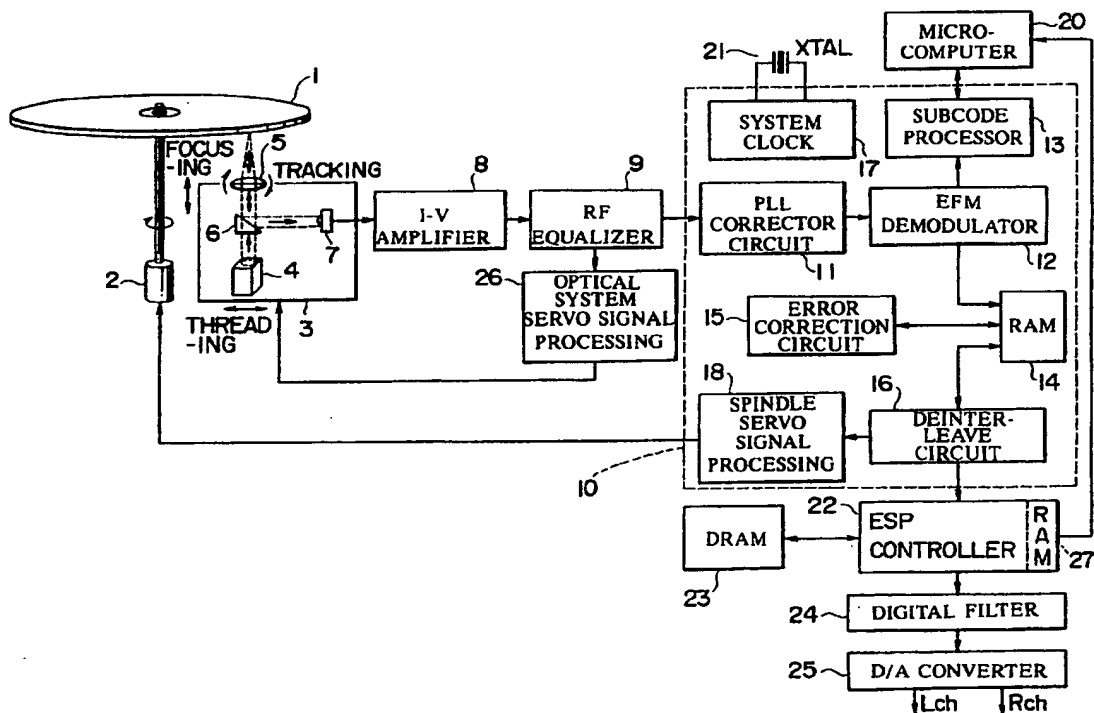 20
MICRO-
COMPUTER
21
XTAL
1
SYSTEM
CLOCK
17
SUBCODE
PROCESSOR
13
FOCUS
-ING
5
TRACKING
8
9
6
7
I-V
AMPLIFIER
RF
EQUALIZER
PLL
CORRECTOR
CIRCUIT
11
EFM
DEMODULATOR
12
2
4
26
OPTICAL
SYSTEM
SERVO SIGNAL
PROCESSING
THREAD
-ING
3
15
ERROR
CORRECTION
CIRCUIT
RAM
14
18
SPINDLE
SERVO
SIGNAL
PROCESSING
16
DEINTER-
LEAVE
CIRCUIT
10
22
ESP
CONTROLLER
RAM
27
DRAM
23
24
DIGITAL FILTER
25
D/A CONVERTER
Lch
Rch